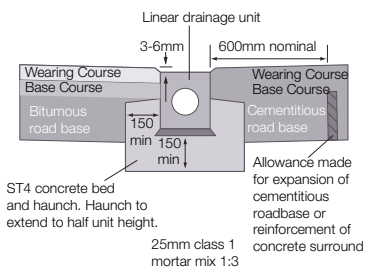 Linear drainage unit
3-6mm
600mm nominal
Wearing Course
Base Course
Bitumous
road base
Wearing Course
Base Course
Cementitious
road base
150
min
150
min
ST4 concrete bed
and haunch. Haunch to
extend to half unit height.
Allowance made
for expansion of
cementitious
roadbase or
reinforcement of
concrete surround
25mm class 1
mortar mix 1:3